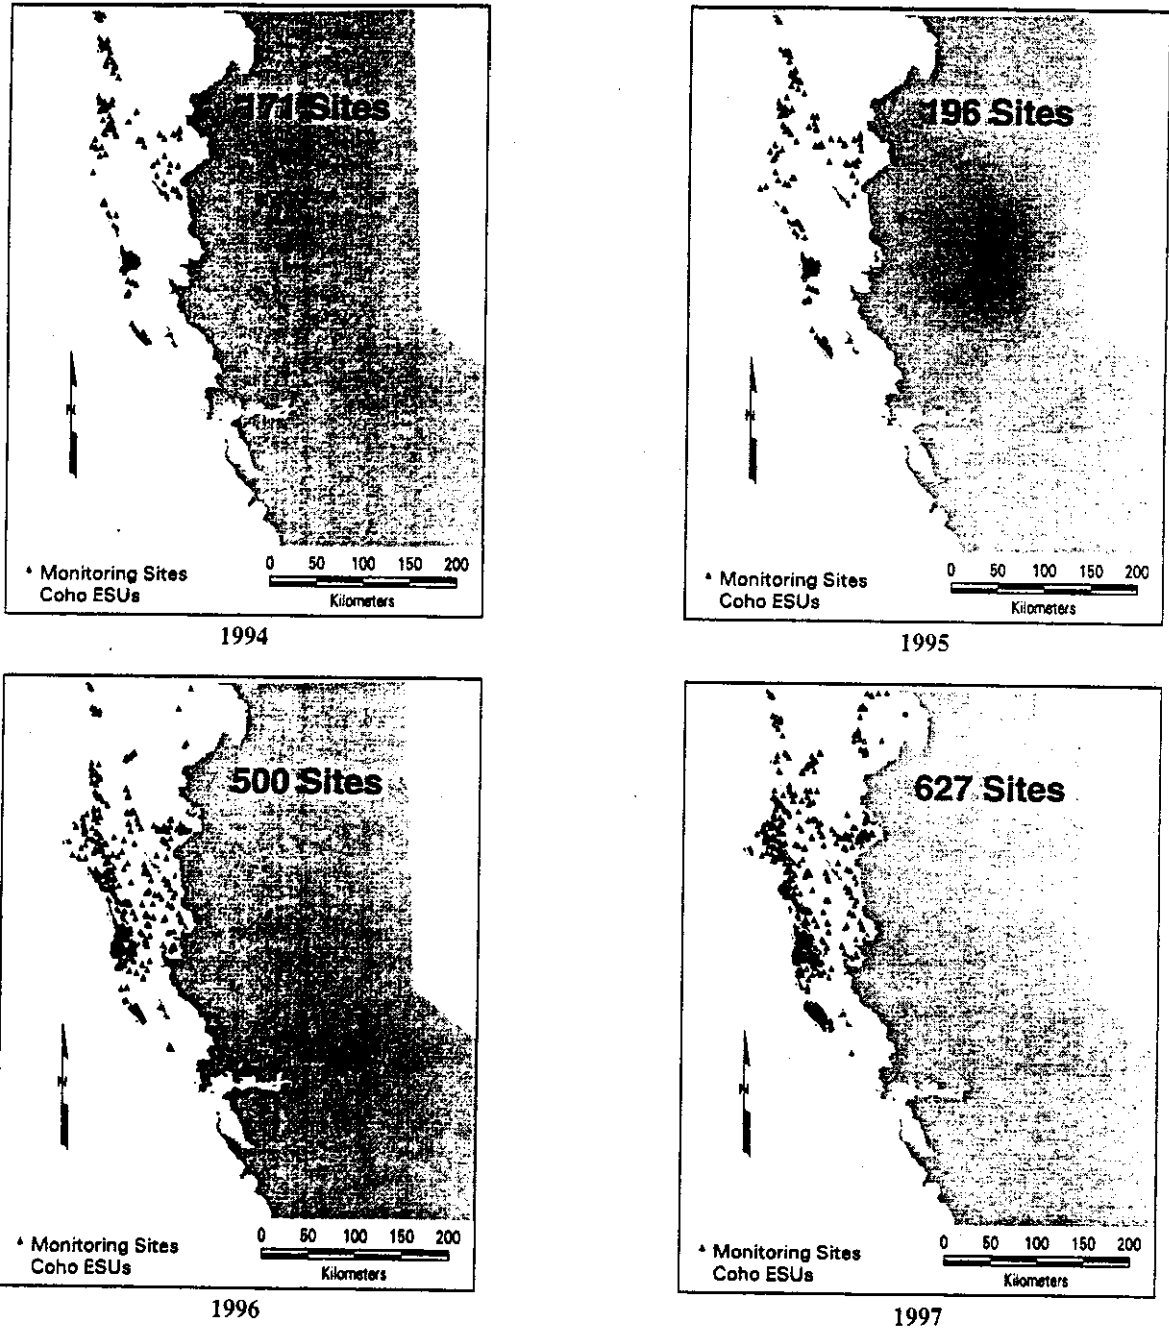 171 Sites
N
0 50 100 150 200
Kilometers
Monitoring Sites
Coho ESUs
1994
196 Sites
N
0 50 100 150 200
Kilometers
Monitoring Sites
Coho ESUs
1995
500 Sites
N
0 50 100 150 200
Kilometers
Monitoring Sites
Coho ESUs
1996
627 Sites
N
0 50 100 150 200
Kilometers
Monitoring Sites
Coho ESUs
1997